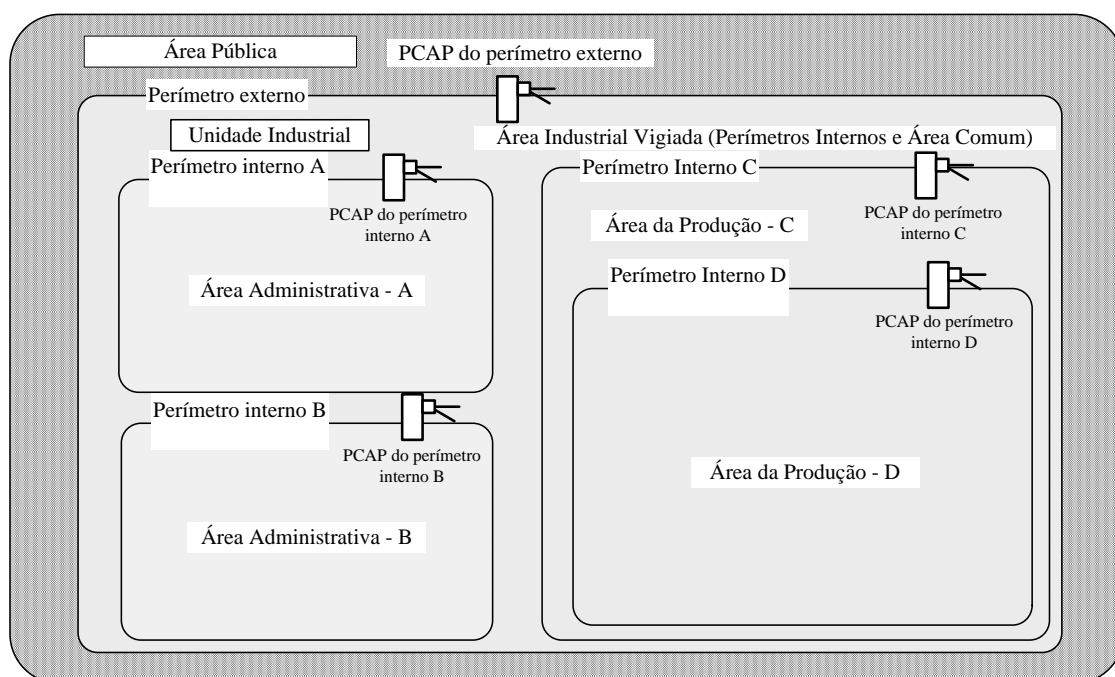 Área Pública
PCAP do perímetro externo
Perímetro externo
Unidade Industrial
Área Industrial Vigiada (Perímetros Internos e Área Comum)
Perímetro interno A
PCAP do perímetro
interno A
Área Administrativa - A
Perímetro Interno C
PCAP do perímetro
interno C
Área da Produção - C
Perímetro Interno D
PCAP do perímetro
interno D
Área da Produção - D
Perímetro interno B
PCAP do perímetro
interno B
Área Administrativa - B